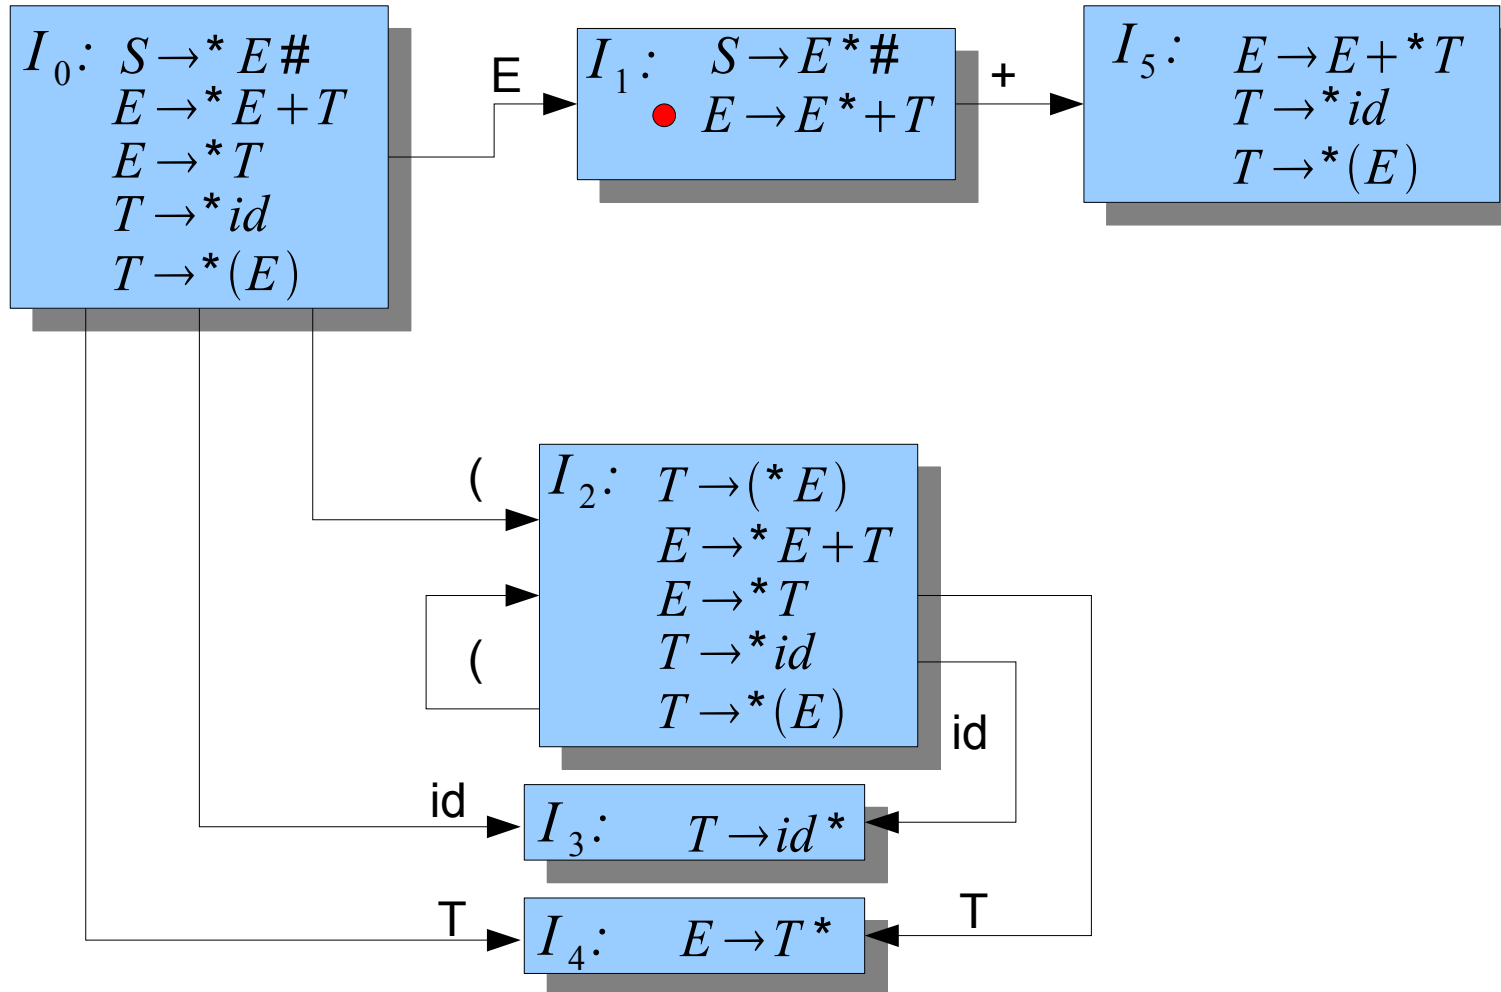 I₀: S→* E #
E→* E+T
E→* T
T→* id
T→* (E)
E
I₁: S→E * #
E→E * +T
+
I₅: E→E+ * T
T→* id
T→* (E)
(
I₂: T→(* E)
E→* E+T
E→* T
T→* id
T→* (E)
(
id
id
I₃: T→id *
T
T
I₄: E→T *